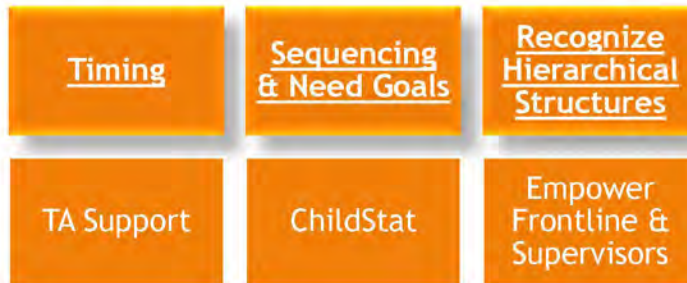 Timing
Sequencing
& Need Goals
Recognize
Hierarchical
Structures
TA Support
ChildStat
Empower
Frontline &
Supervisors